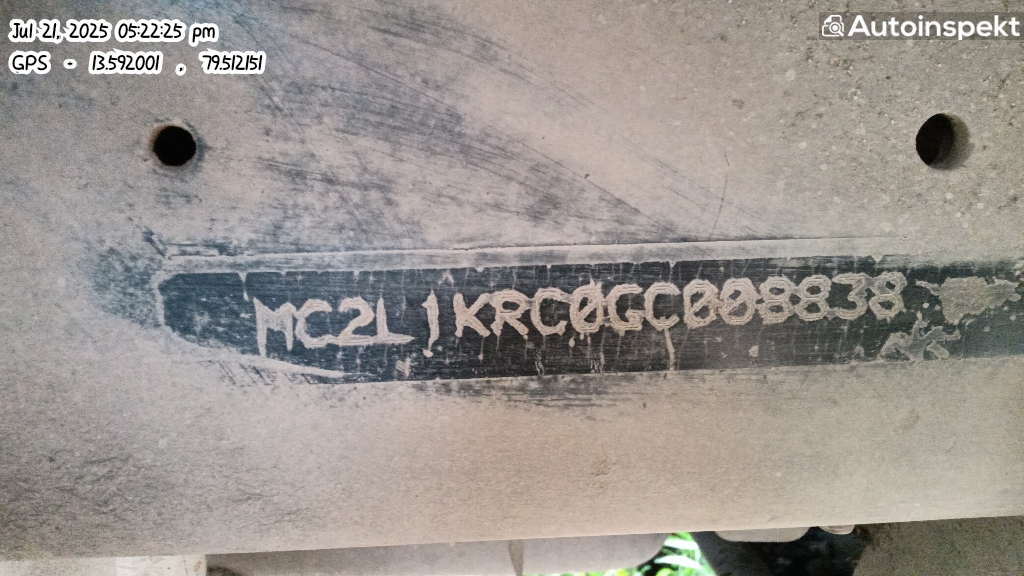 Jul 21, 2025 05:22:25 pm
GPS - 13.592001 , 79.512151
Autoinspekt
MC2L1KRC0GC008838